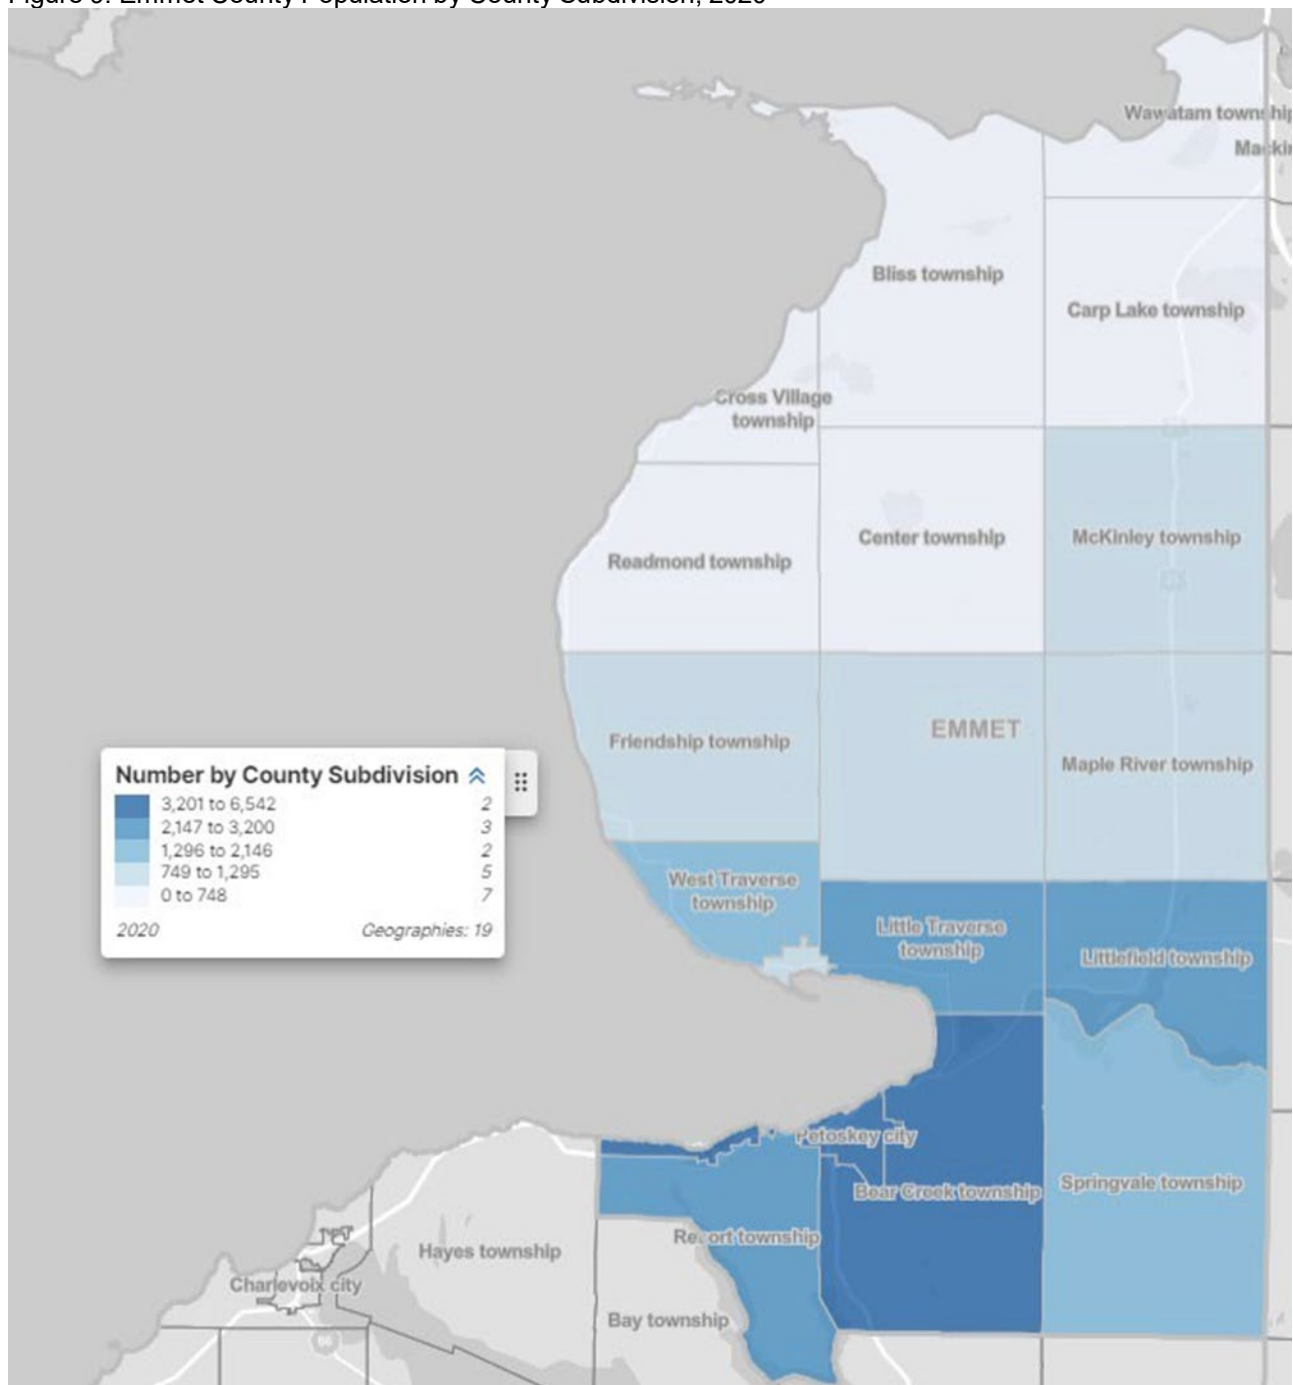 Figure 9. Emmet County Population by County Subdivision, 2020
Wawatam township
Bliss township
Carp Lake township
Cross Village
township
Center township
McKinley township
Readmond township
EMMET
Friendship township
Maple River township
Number by County Subdivision
3,201 to 6,542 2
2,147 to 3,200 3
1,296 to 2,146 2
749 to 1,295 5
0 to 748 7
2020 Geographies: 19
West Traverse
township
Little Traverse
township
Littlefield township
Petoskey city
Bear Creek township
Springvale township
Resort township
Hayes township
Charlevoix city
Bay township
66